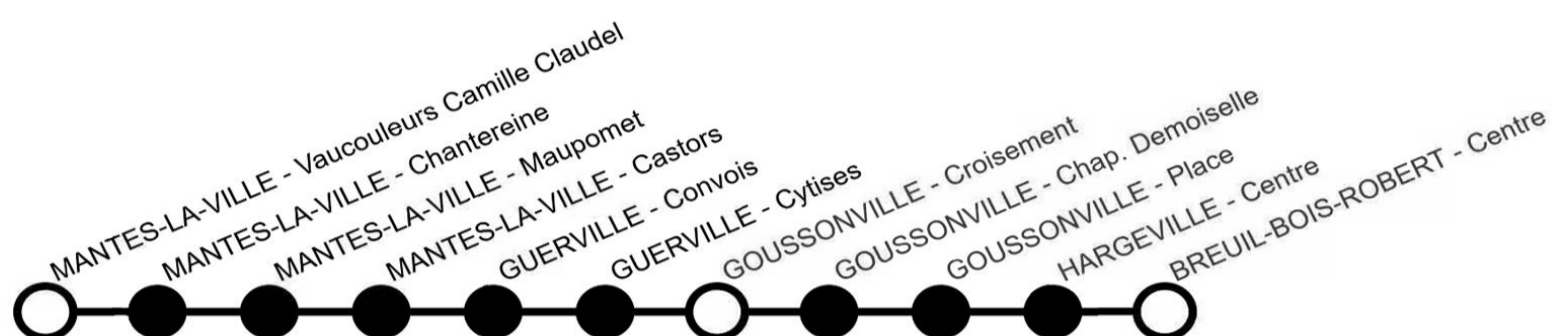 MANTES-LA-VILLE - Vaucouleurs Camille Claudel
MANTES-LA-VILLE - Chantereine
MANTES-LA-VILLE - Maupomet
MANTES-LA-VILLE - Castors
GUERVILLE - Convois
GUERVILLE - Cytises
GOUSSONVILLE - Croisement
GOUSSONVILLE - Chap. Demoiselle
GOUSSONVILLE - Place
HARGEVILLE - Centre
BREUIL-BOIS-ROBERT - Centre